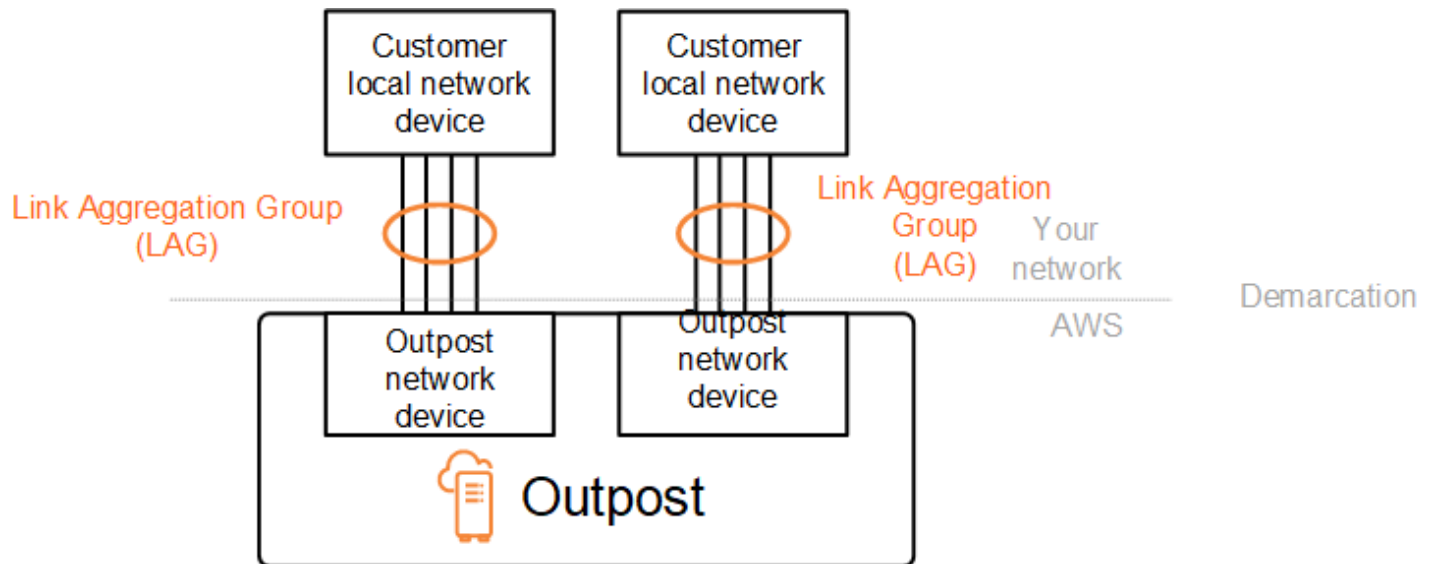 Customer
local network
device
Customer
local network
device
Link Aggregation Group
(LAG)
Link Aggregation
Group
(LAG)
Your
network
Demarcation
AWS
Outpost
network
device
Outpost
network
device
Outpost